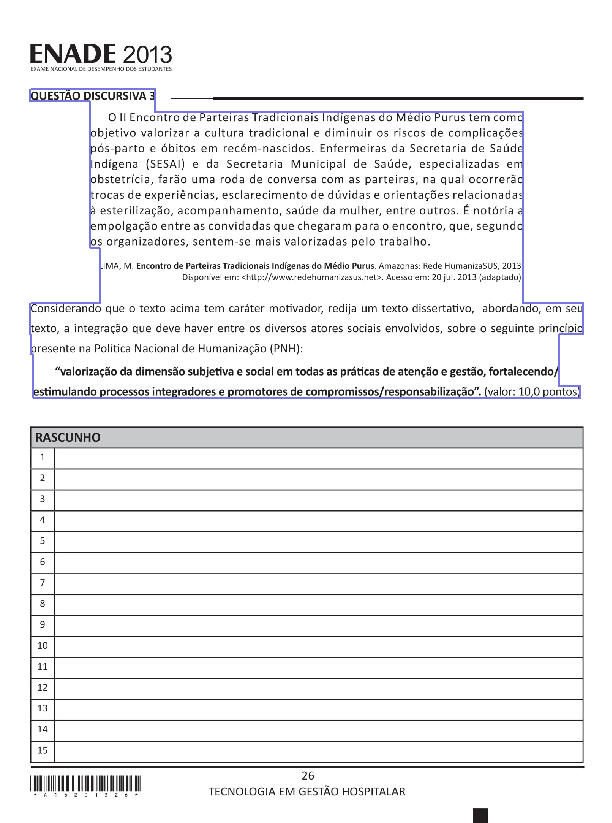 ENADE 2013
EXAME NACIONAL DE DESEMPENHO DOS ESTUDANTES
QUESTÃO DISCURSIVA 3
O II Encontro de Parteiras Tradicionais Indígenas do Médio Purus tem como
objetivo valorizar a cultura tradicional e diminuir os riscos de complicações
pós-parto e óbitos em recém-nascidos. Enfermeiras da Secretaria de Saúde
Indígena (SESAI) e da Secretaria Municipal de Saúde, especializadas em
obstetrícia, farão uma roda de conversa com as parteiras, na qual ocorrerão
trocas de experiências, esclarecimento de dúvidas e orientações relacionadas
à esterilização, acompanhamento, saúde da mulher, entre outros. É notória a
empolgação entre as convidadas que chegaram para o encontro, que, segundo
os organizadores, sentem-se mais valorizadas pelo trabalho.
LIMA, M. Encontro de Parteiras Tradicionais Indígenas do Médio Purus. Amazonas: Rede HumanizaSUS, 2013
Disponível em: <http://www.redehumanizasus.net>. Acesso em: 20 jul. 2013 (adaptado)
Considerando que o texto acima tem caráter motivador, redija um texto dissertativo, abordando, em seu
texto, a integração que deve haver entre os diversos atores sociais envolvidos, sobre o seguinte princípio
presente na Politica Nacional de Humanização (PNH):
“valorização da dimensão subjetiva e social em todas as práticas de atenção e gestão, fortalecendo/
estimulando processos integradores e promotores de compromissos/responsabilização”. (valor: 10,0 pontos)
RASCUNHO
1
2
3
4
5
6
7
8
9
10
11
12
13
14
15
26
TECNOLOGIA EM GESTÃO HOSPITALAR
*A15201326*